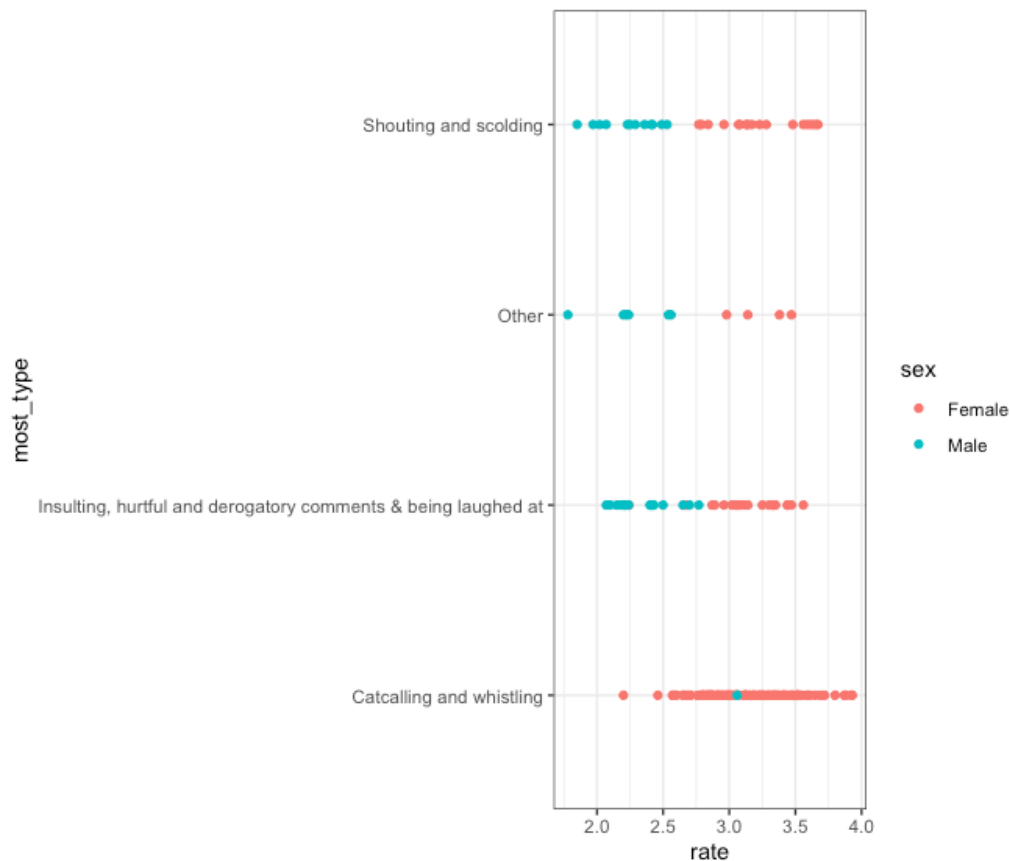 Shouting and scolding
Other
Insulting, hurtful and derogatory comments & being laughed at
Catcalling and whistling
most_type
2.0 2.5 3.0 3.5 4.0
rate
sex
Female
Male